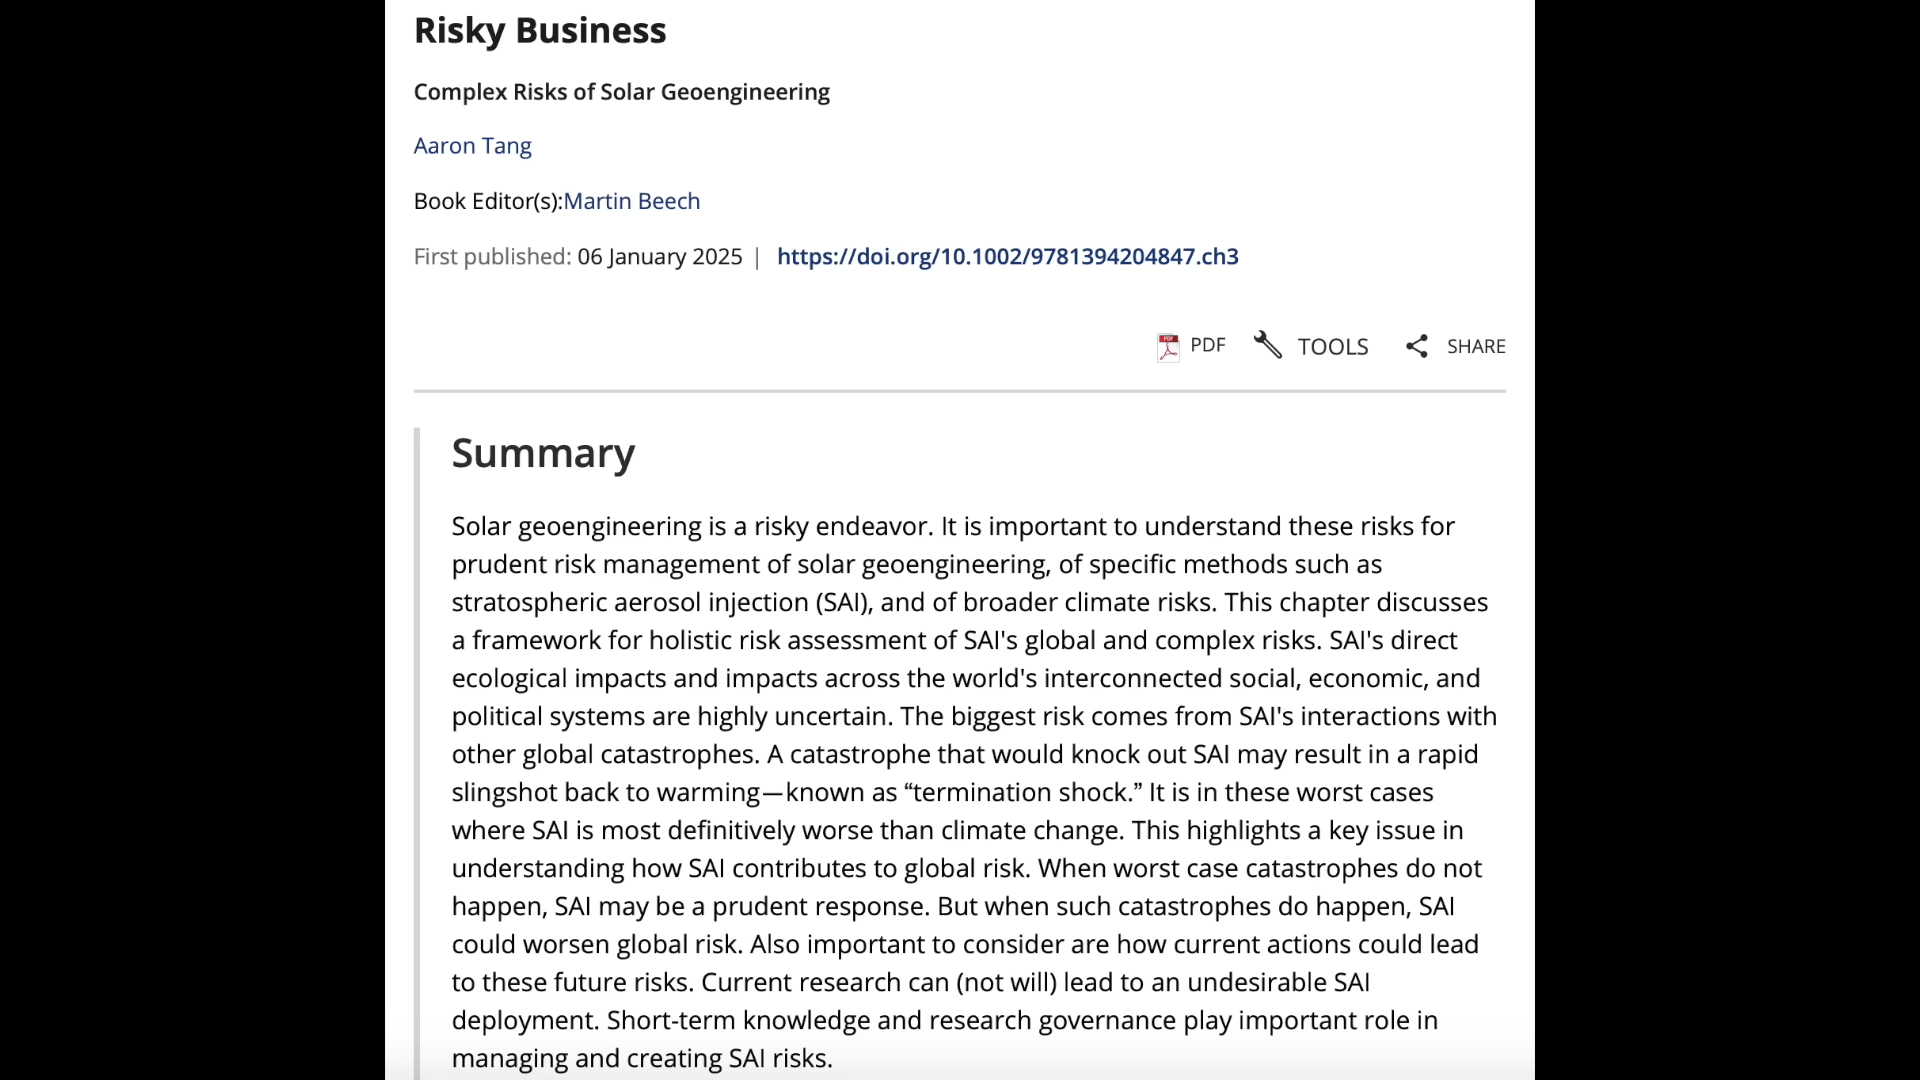 Risky Business
Complex Risks of Solar Geoengineering
Aaron Tang
Book Editor(s):Martin Beech
First published: 06 January 2025 | https://doi.org/10.1002/9781394204847.ch3
PDF TOOLS SHARE
Summary
Solar geoengineering is a risky endeavor. It is important to understand these risks for
prudent risk management of solar geoengineering, of specific methods such as
stratospheric aerosol injection (SAI), and of broader climate risks. This chapter discusses
a framework for holistic risk assessment of SAI's global and complex risks. SAI's direct
ecological impacts and impacts across the world's interconnected social, economic, and
political systems are highly uncertain. The biggest risk comes from SAI's interactions with
other global catastrophes. A catastrophe that would knock out SAI may result in a rapid
slingshot back to warming—known as “termination shock.” It is in these worst cases
where SAI is most definitively worse than climate change. This highlights a key issue in
understanding how SAI contributes to global risk. When worst case catastrophes do not
happen, SAI may be a prudent response. But when such catastrophes do happen, SAI
could worsen global risk. Also important to consider are how current actions could lead
to these future risks. Current research can (not will) lead to an undesirable SAI
deployment. Short-term knowledge and research governance play important role in
managing and creating SAI risks.